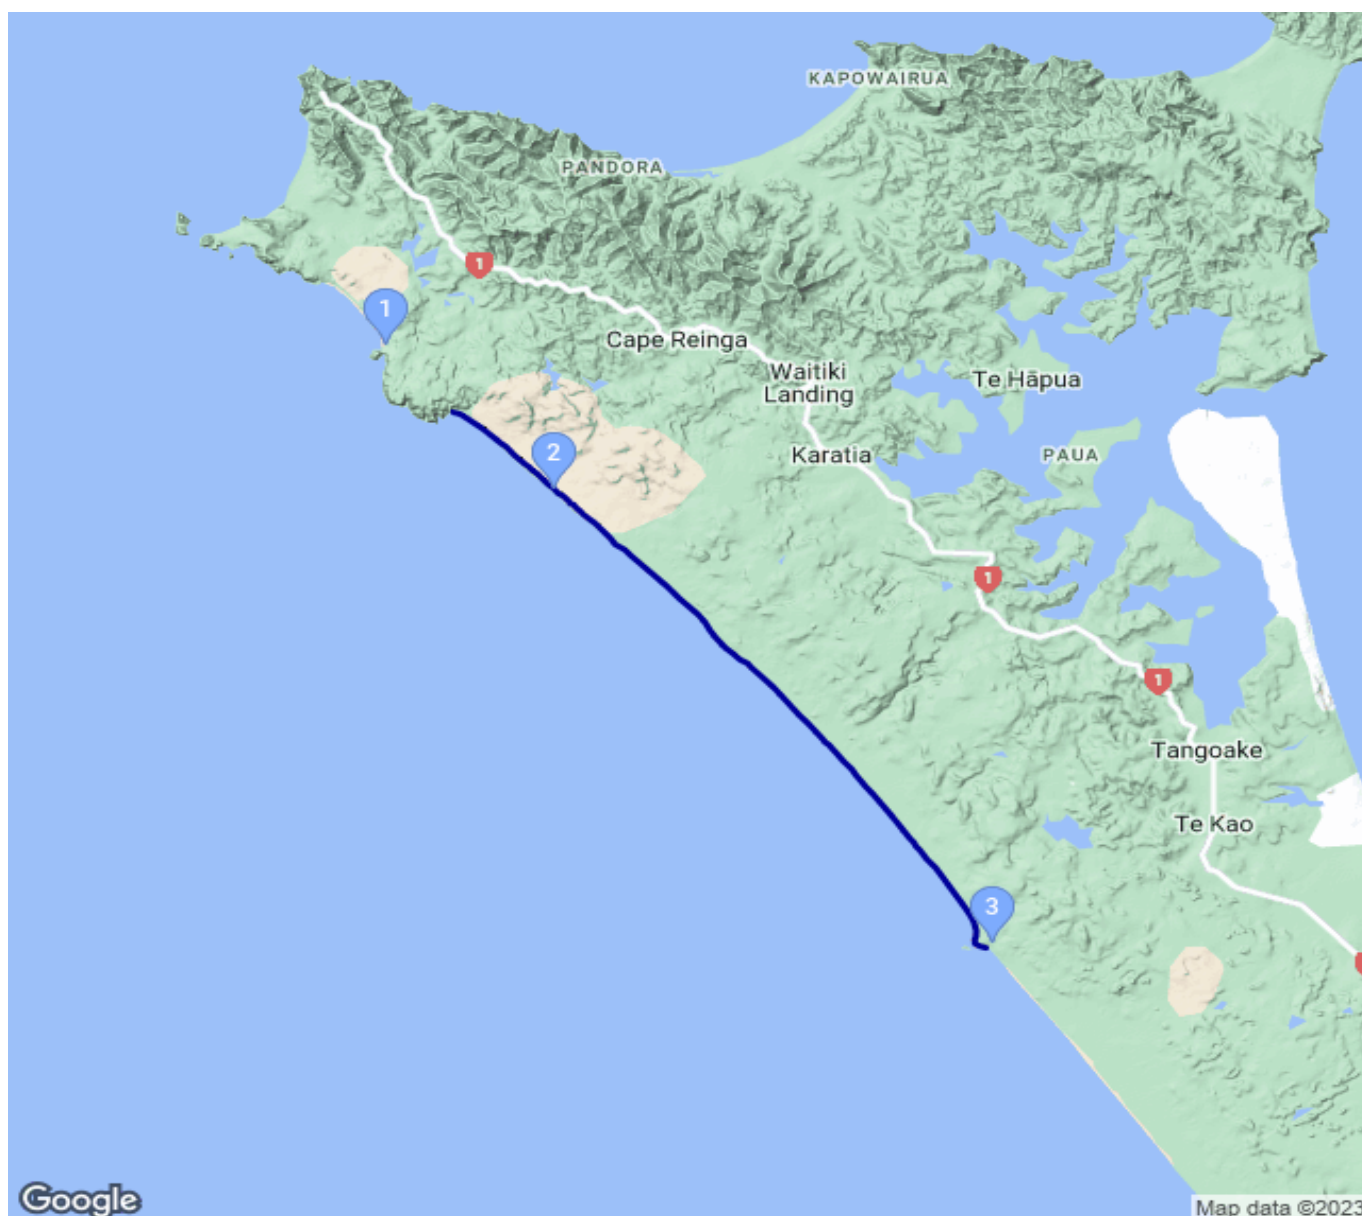 KAPOWAIRUA
PANDORA
1
1
Cape Reinga
Waitiki
Landing
Te Hāpua
2
Karatia
PAUA
1
1
Tangoake
Te Kao
3
Google
Map data ©2023